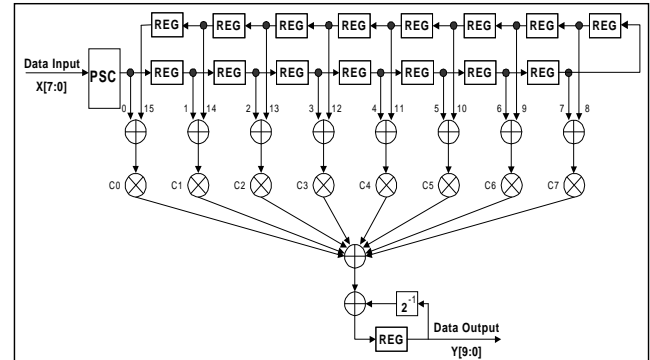 REG REG REG REG REG REG REG REG
Data Input
PSC
REG REG REG REG REG REG REG
X[7:0]
0 15 1 14 2 13 3 12 4 11 5 10 6 9 7 8
C0 C1 C2 C3 C4 C5 C6 C7
2-1
REG
Data Output
Y[9:0]